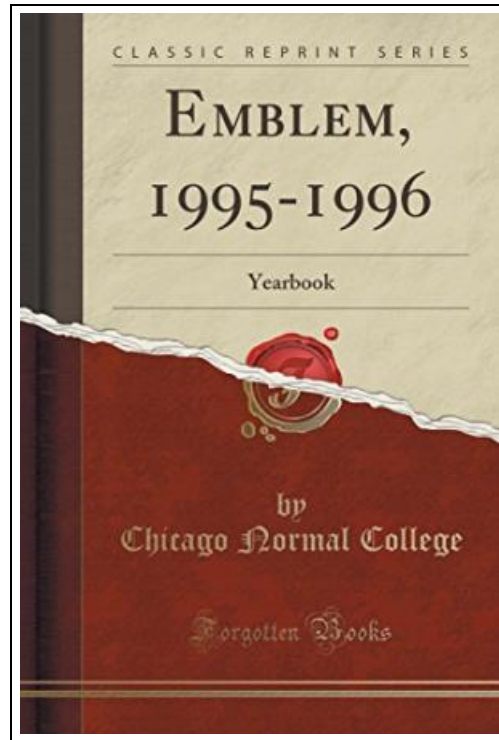 CLASSIC REPRINT SERIES
EMBLEM,
1995-1996
Yearbook
F
by
Chicago Normal College
Forgotten Books